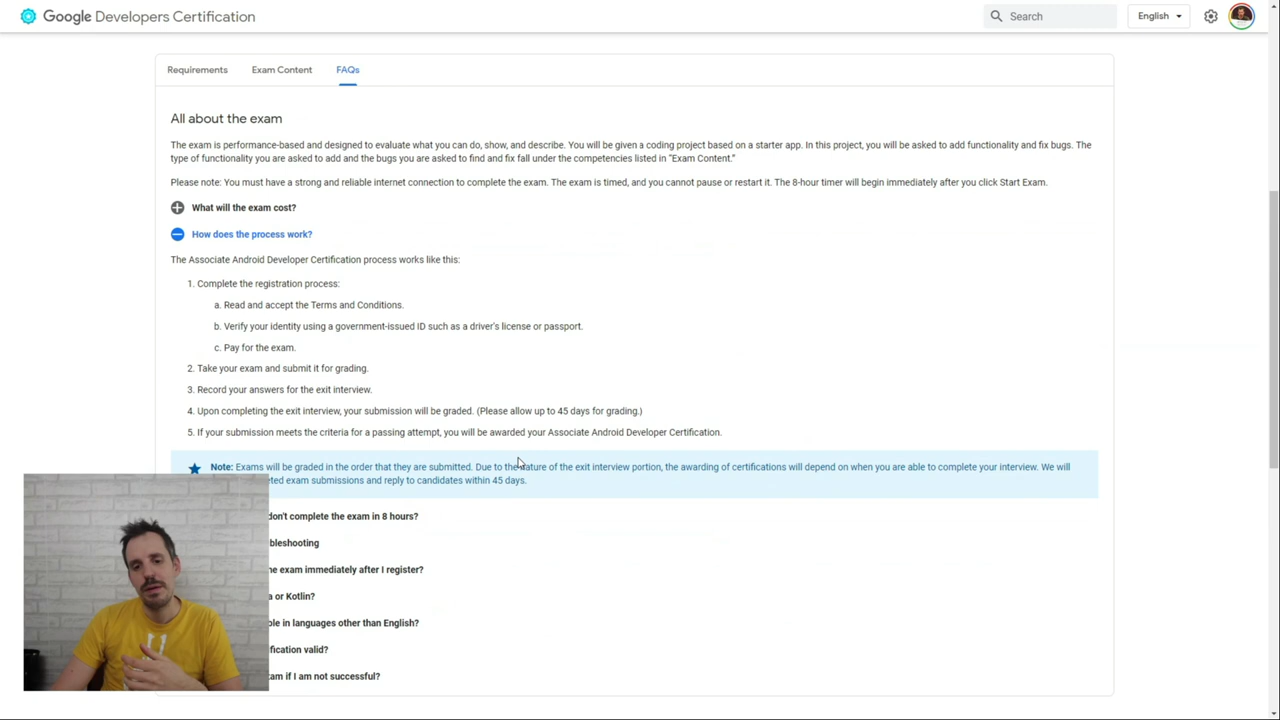 Google Developers Certification
Search
English
Requirements
Exam Content
FAQs
All about the exam
The exam is performance-based and designed to evaluate what you can do, show, and describe. You will be given a coding project based on a starter app. In this project, you will be asked to add functionality and fix bugs. The
type of functionality you are asked to add and the bugs you are asked to find and fix fall under the competencies listed in "Exam Content."
Please note: You must have a strong and reliable internet connection to complete the exam. The exam is timed, and you cannot pause or restart it. The 8-hour timer will begin immediately after you click Start Exam.
What will the exam cost?
How does the process work?
The Associate Android Developer Certification process works like this:
1. Complete the registration process:
a. Read and accept the Terms and Conditions.
b. Verify your identity using a government-issued ID such as a driver's license or passport.
c. Pay for the exam.
2. Take your exam and submit it for grading.
3. Record your answers for the exit interview.
4. Upon completing the exit interview, your submission will be graded. (Please allow up to 45 days for grading.)
5. If your submission meets the criteria for a passing attempt, you will be awarded your Associate Android Developer Certification.
Note: Exams will be graded in the order that they are submitted. Due to the nature of the exit interview portion, the awarding of certifications will depend on when you are able to complete your interview. We will
exam submissions and reply to candidates within 45 days.
don't complete the exam in 8 hours?
exam immediately after I register?
or Kotlin?
in languages other than English?
valid?
if I am not successful?